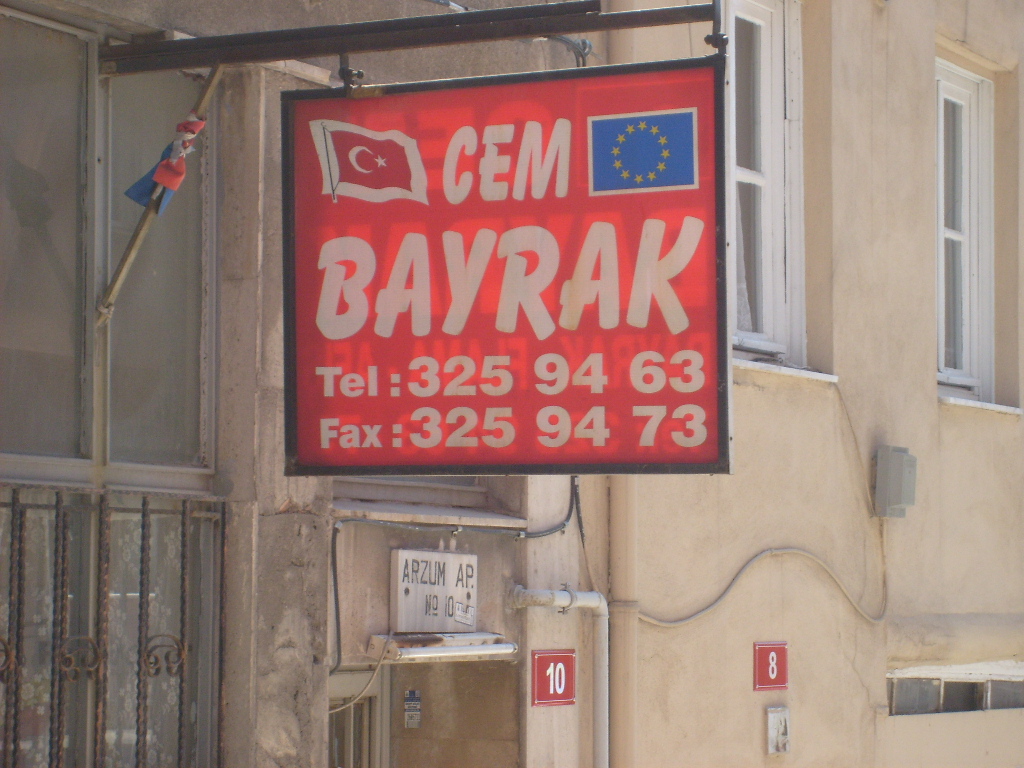 CEM
BAYRAK
Tel : 325 94 63
Fax : 325 94 73
ARZUM AP.
Nº 10
10
8